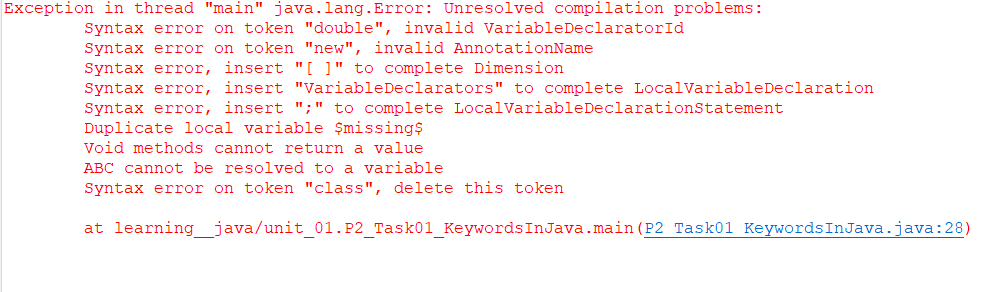 Exception in thread "main" java.lang.Error: Unresolved compilation problems:
Syntax error on token "double", invalid VariableDeclaratorId
Syntax error on token "new", invalid AnnotationName
Syntax error, insert "[ ]" to complete Dimension
Syntax error, insert "VariableDeclarators" to complete LocalVariableDeclaration
Syntax error, insert ";" to complete LocalVariableDeclarationStatement
Duplicate local variable $missing$
Void methods cannot return a value
ABC cannot be resolved to a variable
Syntax error on token "class", delete this token
at learning__java/unit_01.P2_Task01_KeywordsInJava.main(P2_Task01_KeywordsInJava.java:28)